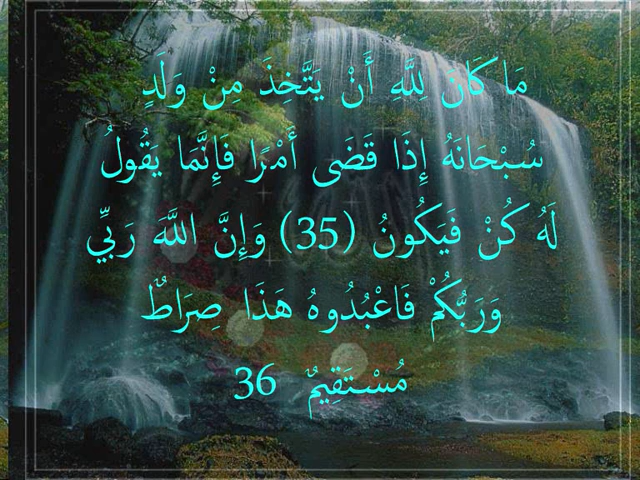 مَا كَانَ لِلَّهِ أَنْ يَتَّخِذَ مِنْ وَلَدٍ
سُبْحَانَهُ إِذَا قَضَى أَمْرًا فَإِنَّمَا يَقُولُ
لَهُ كُنْ فَيَكُونُ (35) وَإِنَّ اللَّهَ رَبِّي
وَرَبُّكُمْ فَاعْبُدُوهُ هَذَا صِرَاطٌ
مُسْتَقِيمٌ 36